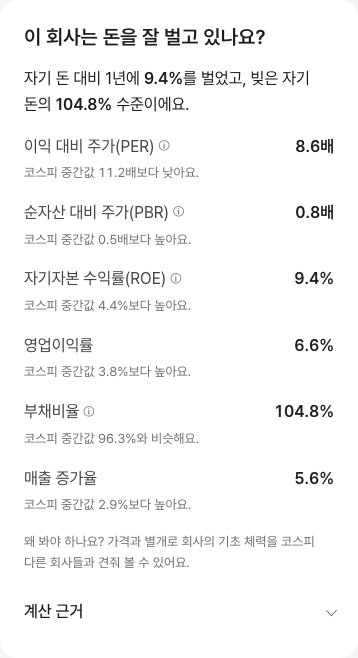 이 회사는 돈을 잘 벌고 있나요?
자기 돈 대비 1년에 9.4%를 벌었고, 빚은 자기
돈의 104.8% 수준이에요.
이익 대비 주가(PER) ⓘ 8.6배
코스피 중간값 11.2배보다 낮아요.
순자산 대비 주가(PBR) ⓘ 0.8배
코스피 중간값 0.5배보다 높아요.
자기자본 수익률(ROE) ⓘ 9.4%
코스피 중간값 4.4%보다 높아요.
영업이익률 6.6%
코스피 중간값 3.8%보다 높아요.
부채비율 ⓘ 104.8%
코스피 중간값 96.3%와 비슷해요.
매출 증가율 5.6%
코스피 중간값 2.9%보다 높아요.
왜 봐야 하나요? 가격과 별개로 회사의 기초 체력을 코스피
다른 회사들과 견줘 볼 수 있어요.
계산 근거